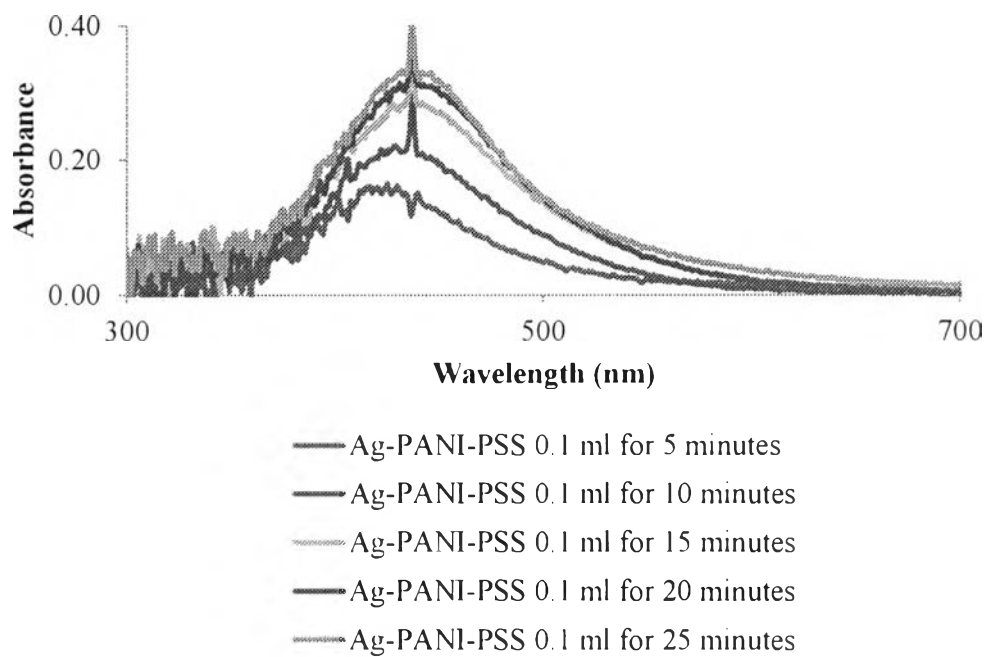 0.40
0.20
0.00
Absorbance
300 500 700
Wavelength (nm)
Ag-PANI-PSS 0.1 ml for 5 minutes
Ag-PANI-PSS 0.1 ml for 10 minutes
Ag-PANI-PSS 0.1 ml for 15 minutes
Ag-PANI-PSS 0.1 ml for 20 minutes
Ag-PANI-PSS 0.1 ml for 25 minutes